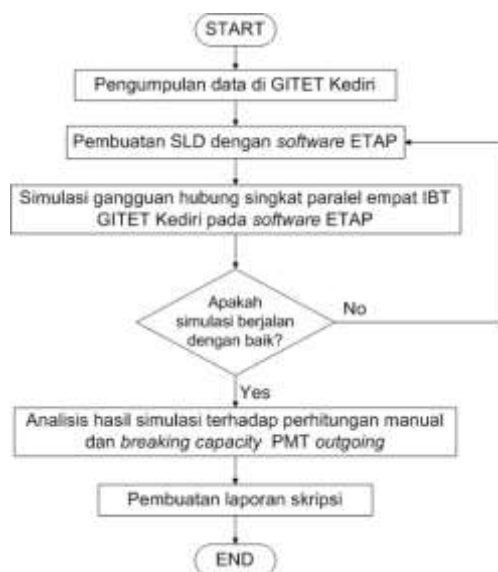 START
Pengumpulan data di GITET Kediri
Pembuatan SLD dengan software ETAP
Simulasi gangguan hubung singkat paralel empat IBT
GITET Kediri pada software ETAP
Apakah
simulasi berjalan
dengan baik?
No
Yes
Analisis hasil simulasi terhadap perhitungan manual
dan breaking capacity PMT outgoing
Pembuatan laporan skripsi
END